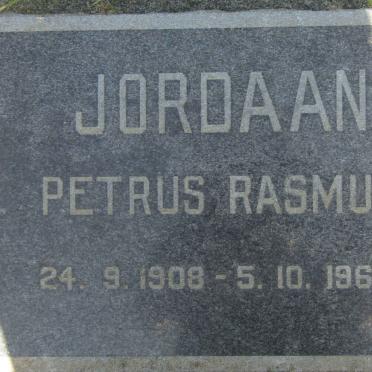 JORDAAN
PETRUS RASMU
24. 9. 1908 - 5. 10. 196